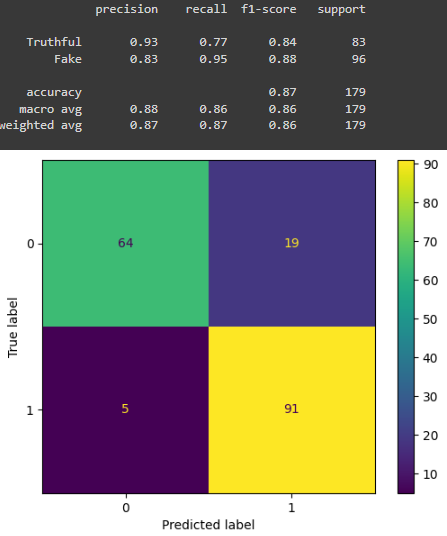 precision recall f1-score support
Truthful 0.93 0.77 0.84 83
Fake 0.83 0.95 0.88 96
accuracy 0.87 179
macro avg 0.88 0.86 0.86 179
weighted avg 0.87 0.87 0.86 179
90
80
70
0 64 19
60
50
True label
40
30
1 5 91
20
10
0 1
Predicted label